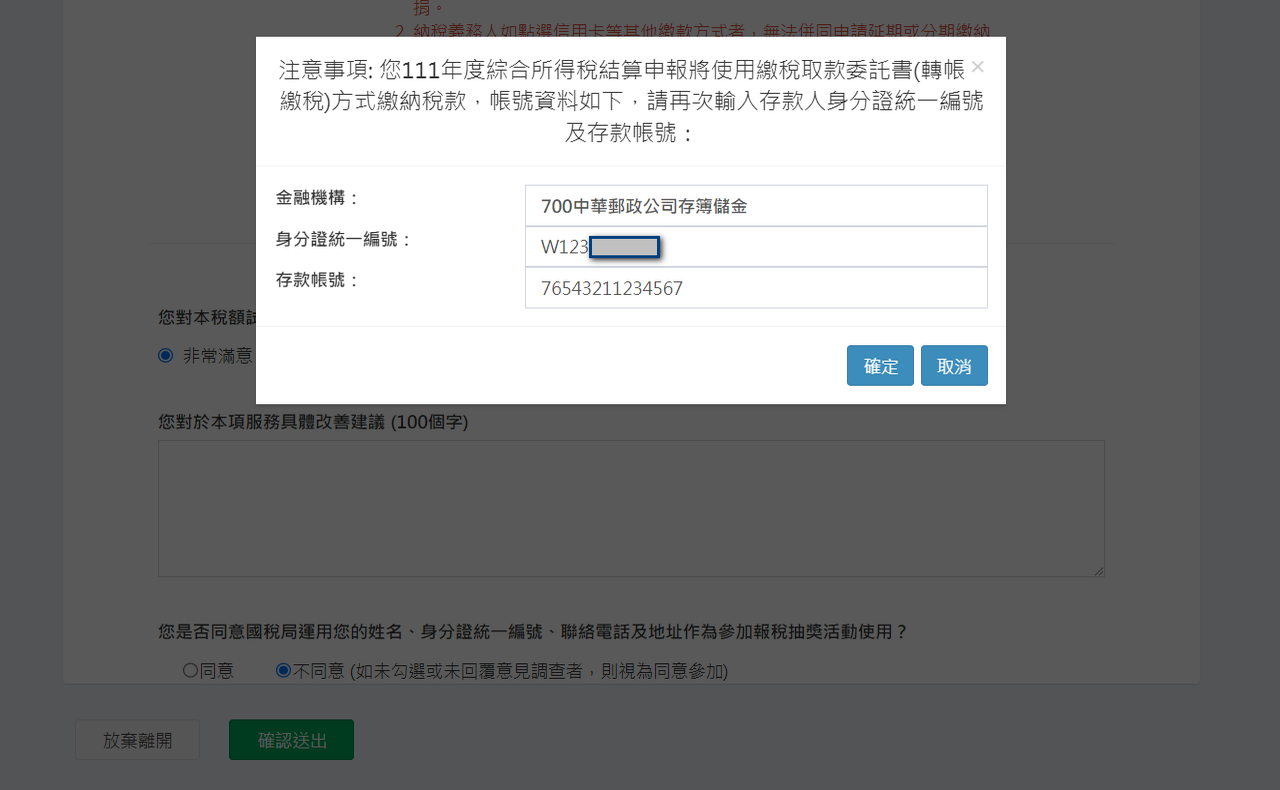 捐。
2. 納稅義務人如點選信用卡等其他繳款方式者，無法併同申請延期或分期繳納
注意事項: 您111年度綜合所得稅結算申報將使用繳稅取款委託書(轉帳
繳稅)方式繳納稅款，帳號資料如下，請再次輸入存款人身分證統一編號
及存款帳號：
×
金融機構：
700中華郵政公司存簿儲金
身分證統一編號：
W123
存款帳號：
76543211234567
確定
取消
您對本稅額試
非常滿意
您對於本項服務具體改善建議 (100個字)
您是否同意國稅局運用您的姓名、身分證統一編號、聯絡電話及地址作為參加報稅抽獎活動使用？
同意 不同意 (如未勾選或未回覆意見調查者，則視為同意參加)
放棄離開
確認送出